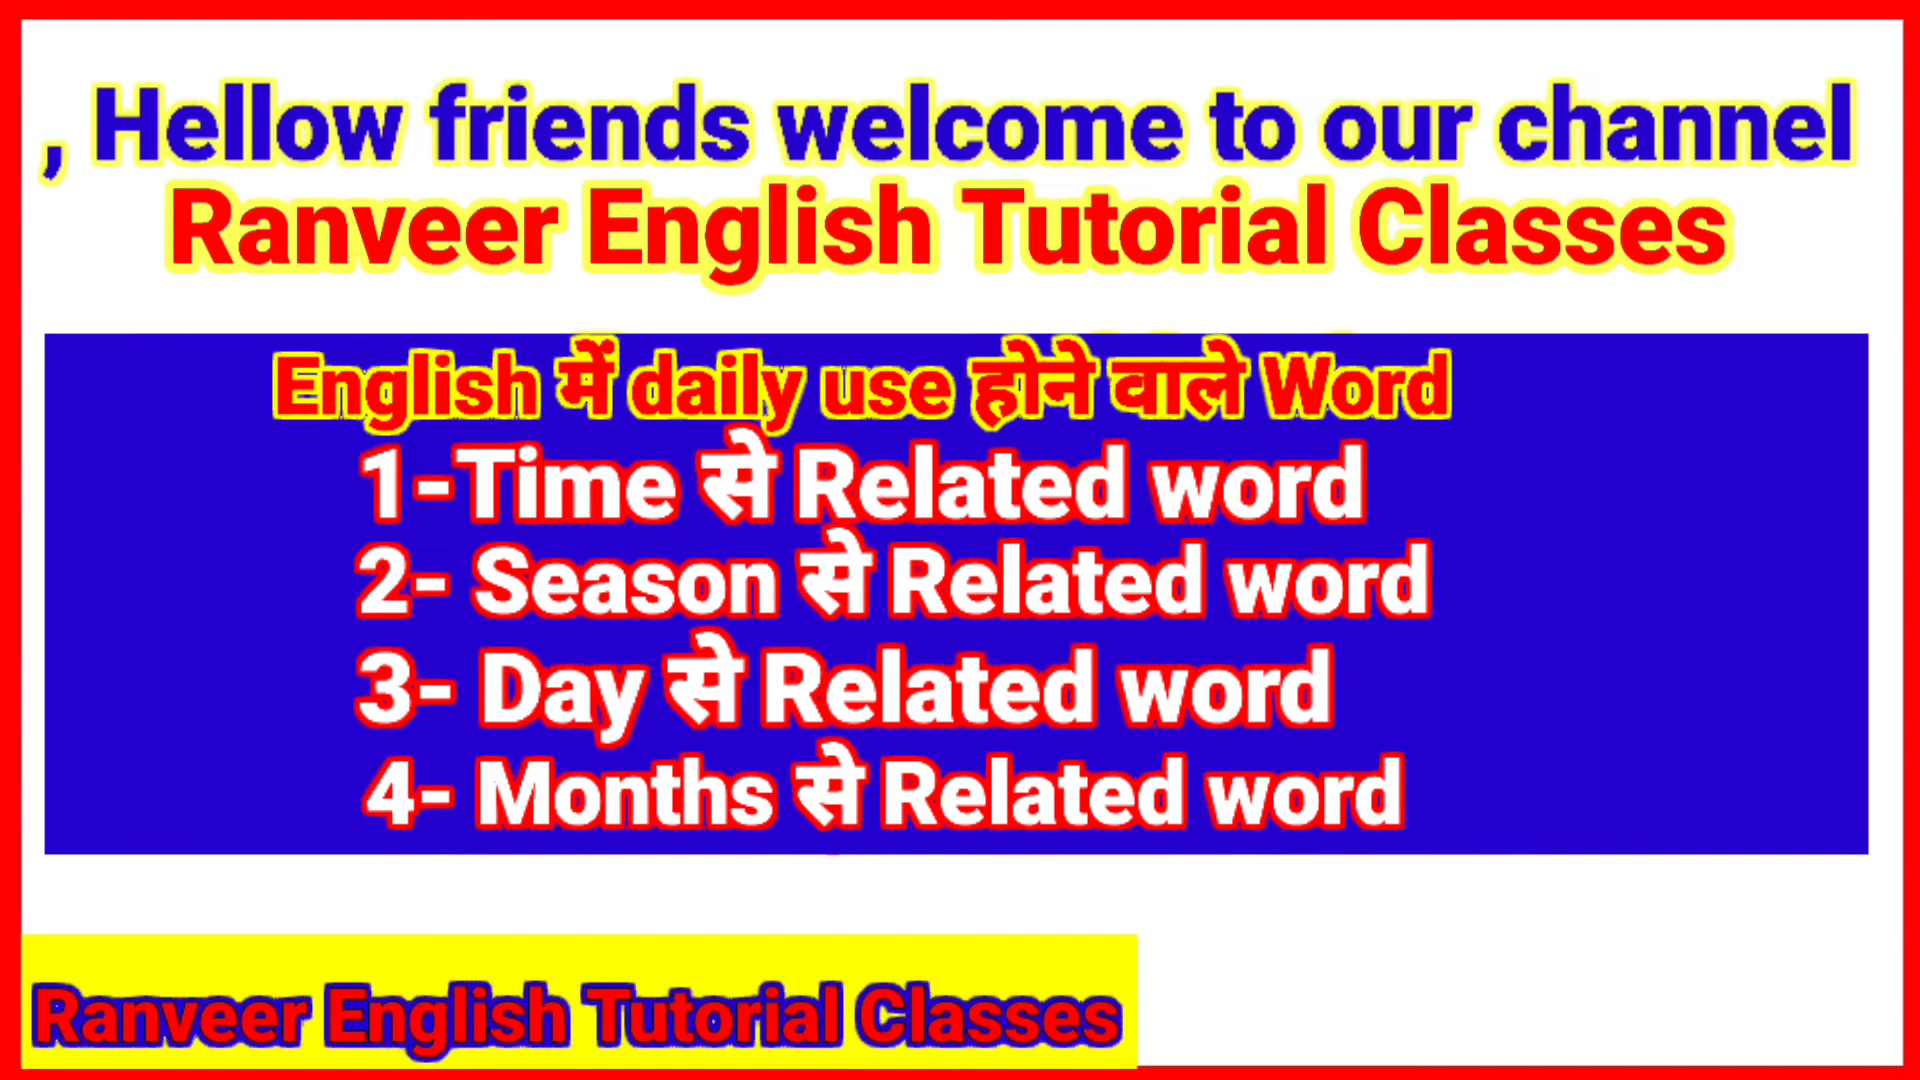 , Hellow friends welcome to our channel
Ranveer English Tutorial Classes
English में daily use होने वाले Word
1-Time से Related word
2- Season से Related word
3- Day से Related word
4- Months से Related word
Ranveer English Tutorial Classes